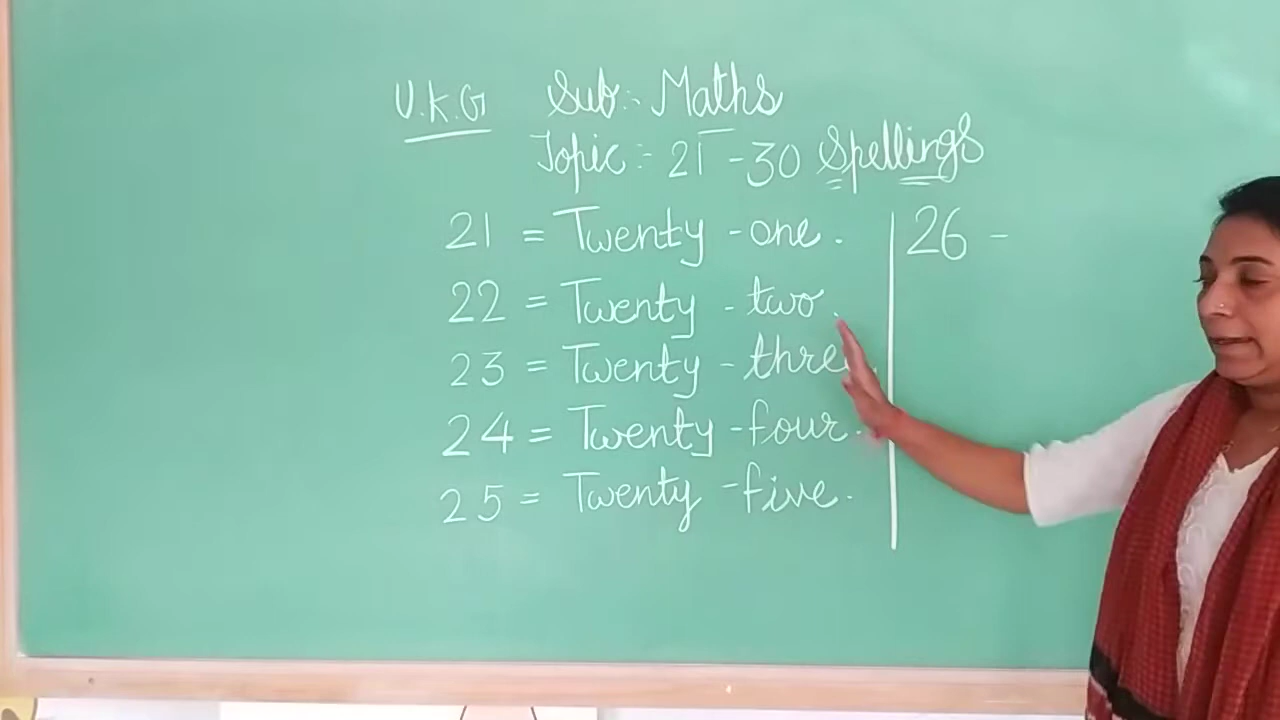 U.K.G Sub:- Maths
Topic:- 21-30 Spellings
21 = Twenty-one.
22 = Twenty-two.
23 = Twenty-three.
24 = Twenty-four.
25 = Twenty-five.
26 -